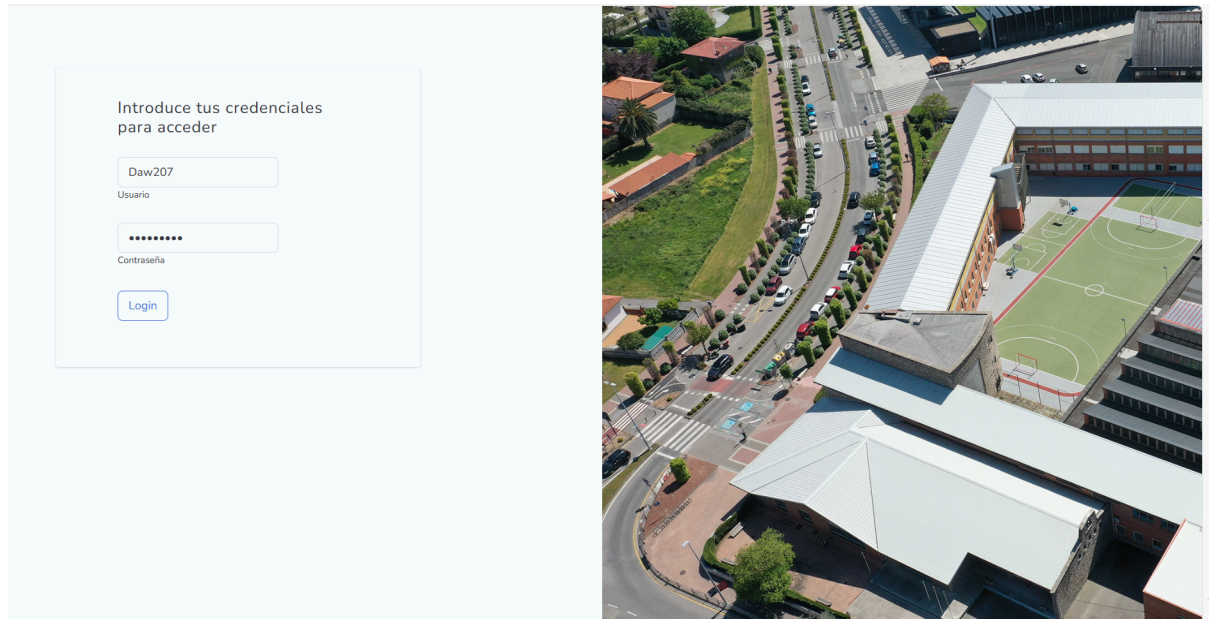 Introduce tus credenciales
para acceder
Daw207
Usuario
•••••••••
Contraseña
Login